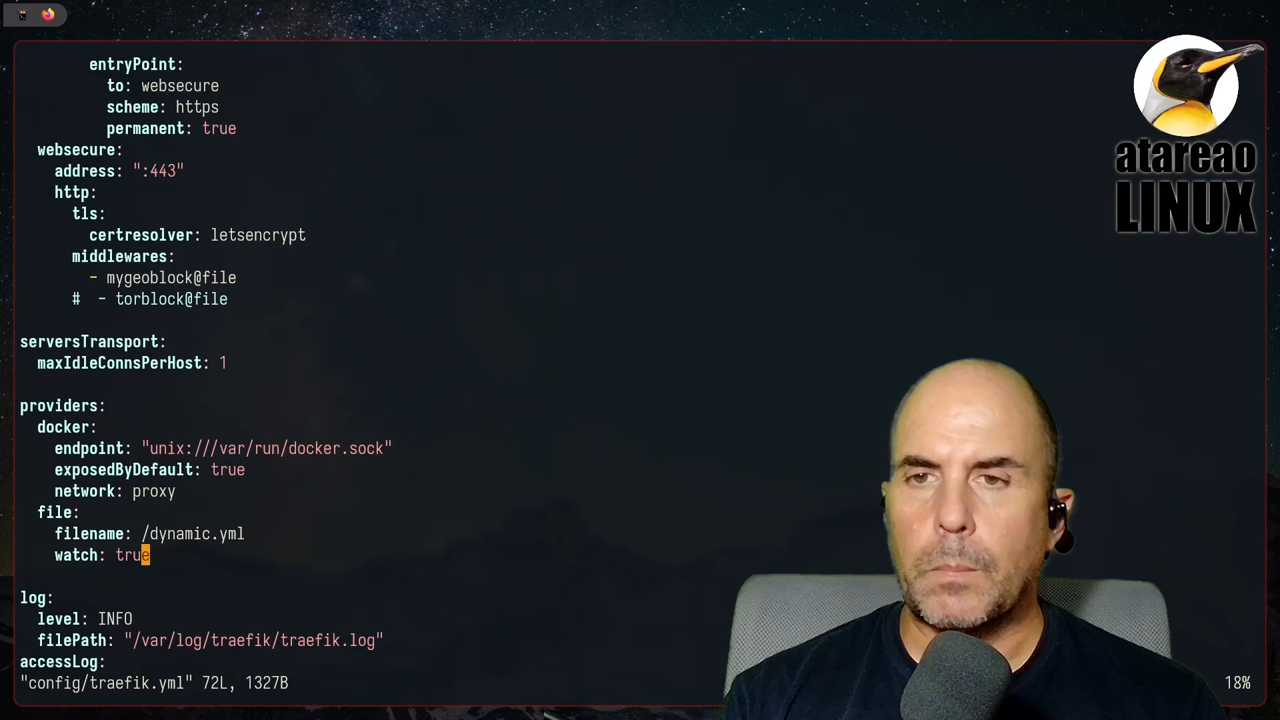 entryPoint:
to: websecure
scheme: https
permanent: true
websecure:
address: ":443"
http:
tls:
certresolver: letsencrypt
middlewares:
- mygeoblock@file
#  - torblock@file
serversTransport:
maxIdleConnsPerHost: 1
providers:
docker:
endpoint: "unix:///var/run/docker.sock"
exposedByDefault: true
network: proxy
file:
filename: /dynamic.yml
watch: true
log:
level: INFO
filePath: "/var/log/traefik/traefik.log"
accessLog:
"config/traefik.yml" 72L, 1327B
18%
atareao
LINUX